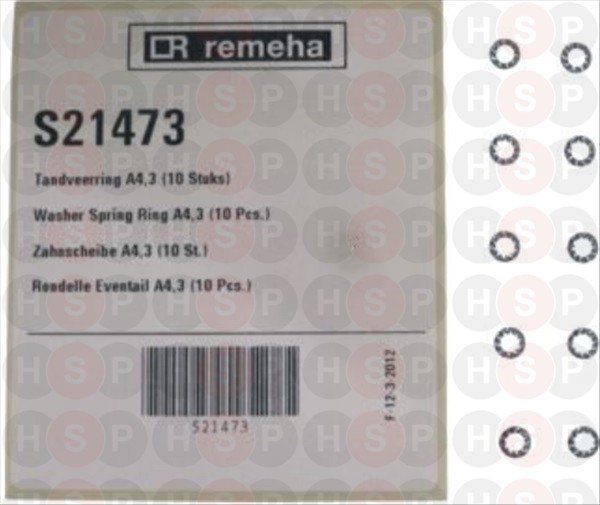 remeha
S21473
Tandveerring A4,3 (10 Stuks)
Washer Spring Ring A4,3 (10 Pcs.)
Zahnscheibe A4,3 (10 St.)
Rondelle Eventail A4,3 (10 Pcs.)
S21473
F-12-3-2012
HSP